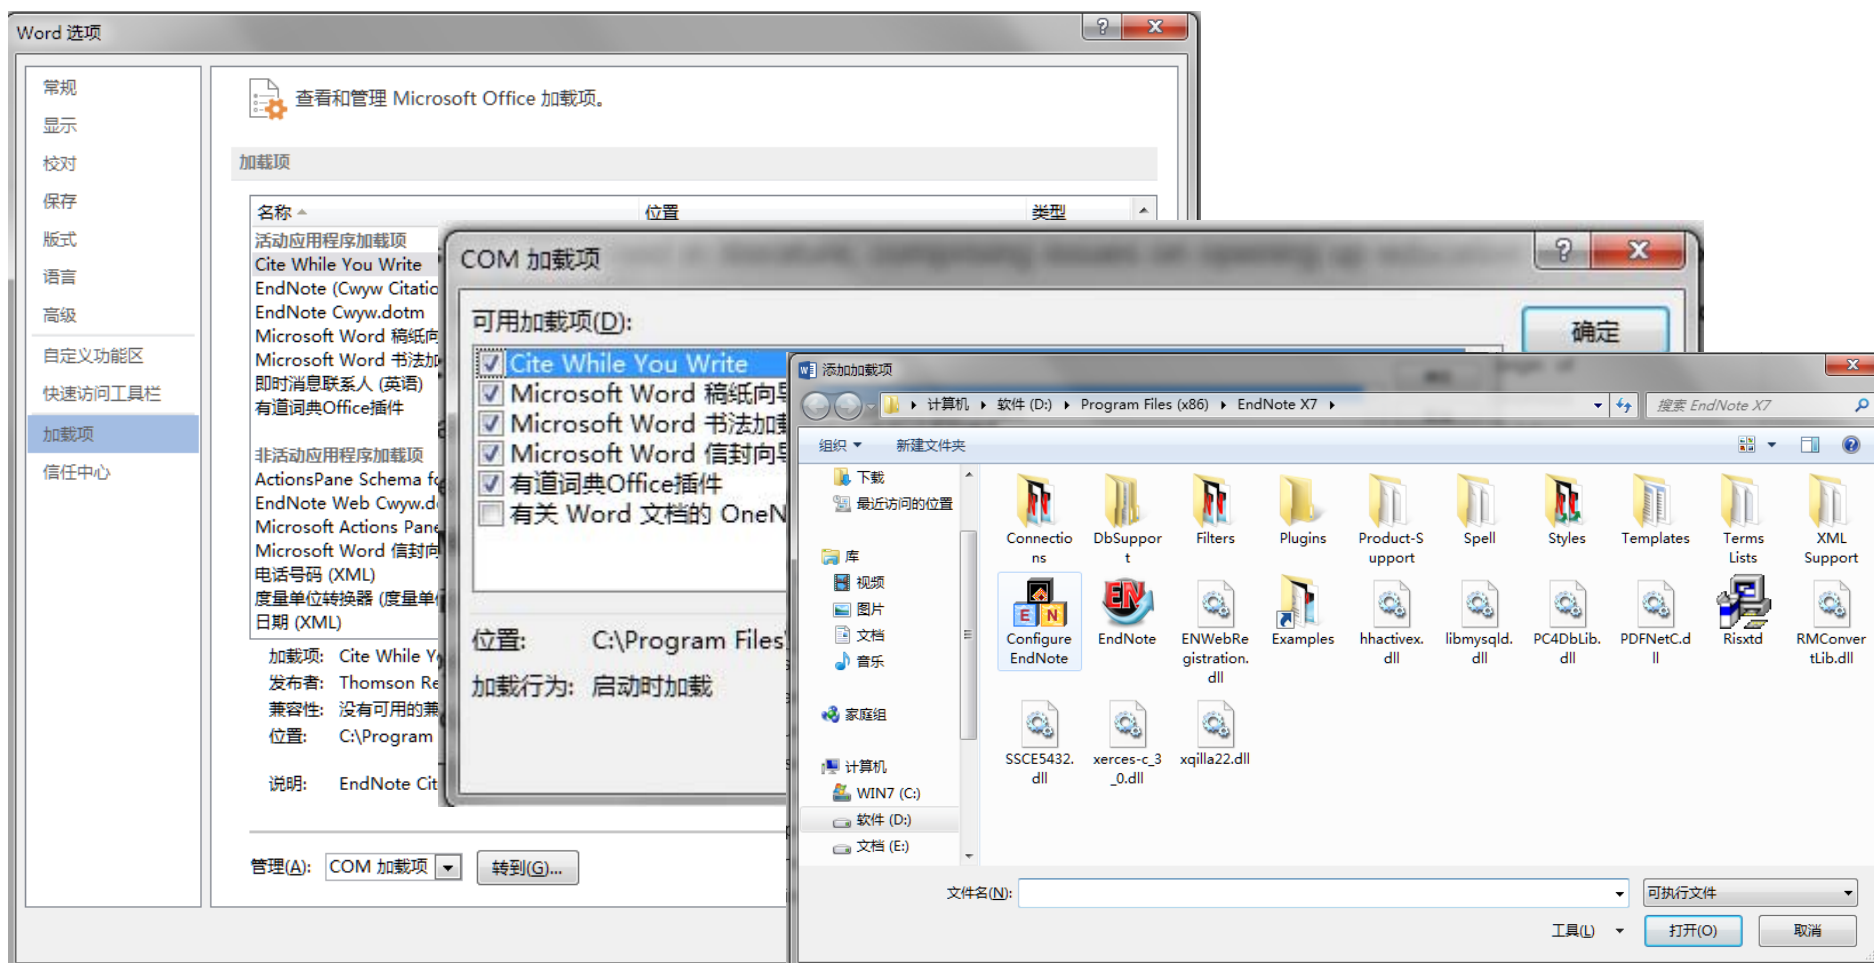 Word 选项
常规
显示
校对
保存
版式
语言
高级
自定义功能区
快速访问工具栏
加载项
信任中心
查看和管理 Microsoft Office 加载项。
加载项
名称 位置 类型
活动应用程序加载项
Cite While You Write
EndNote (Cwyw Citatio
EndNote Cwyw.dotm
Microsoft Word 稿纸向
Microsoft Word 书法加
即时消息联系人 (英语)
有道词典Office插件
非活动应用程序加载项
ActionsPane Schema fo
EndNote Web Cwyw.d
Microsoft Actions Pane
Microsoft Word 信封向
电话号码 (XML)
度量单位转换器 (度量单
日期 (XML)
加载项: Cite While Y
发布者: Thomson Re
兼容性: 没有可用的兼
位置: C:\Program
说明: EndNote Cit
管理(A): COM 加载项 转到(G)...
COM 加载项
可用加载项(D):
确定
Cite While You Write
Microsoft Word 稿纸向导
Microsoft Word 书法加载
Microsoft Word 信封向导
有道词典Office插件
有关 Word 文档的 OneN
位置: C:\Program Files\
加载行为: 启动时加载
添加加载项
计算机 软件 (D:) Program Files (x86) EndNote X7
搜索 EndNote X7
组织 新建文件夹
下载
最近访问的位置
库
视频
图片
文档
音乐
家庭组
计算机
WIN7 (C:)
软件 (D:)
文档 (E:)
Connectio DbSuppor Filters Plugins Product-S Spell Styles Templates Terms XML
ns t upport Lists Support
Configure EndNote ENWebRe Examples hhactivex. libmysqld. PC4DbLib. PDFNetC.d Risxtd RMConver
EndNote gistration. dll dll dll ll tLib.dll
dll
SSCE5432. xerces-c_3 xqilla22.dll
dll _0.dll
文件名(N): 可执行文件
工具(L) 打开(O) 取消